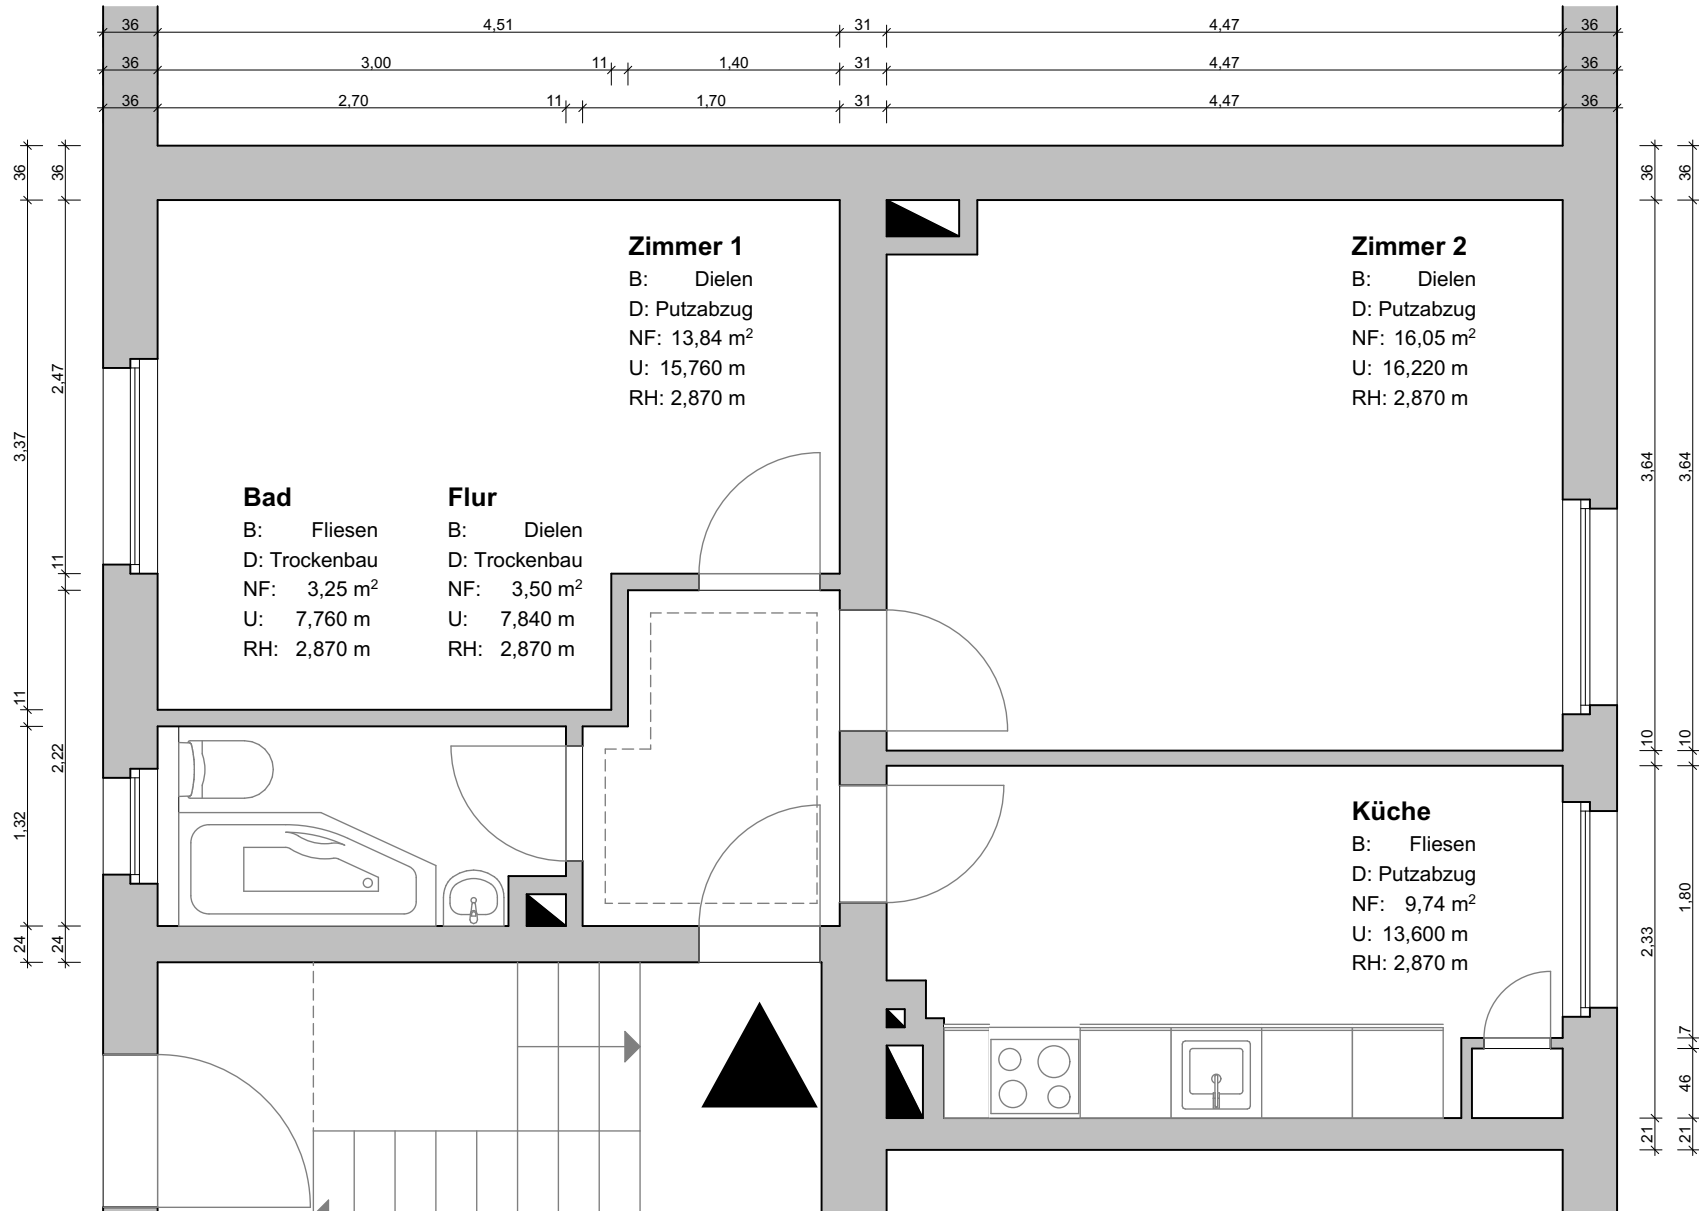 36 4,51 31 4,47 36
36 3,00 11 1,40 31 4,47 36
36 2,70 11 1,70 31 4,47 36
36 3,37 11 1,32 24
36 2,47 11 2,22 24
Zimmer 1
B: Dielen
D: Putzabzug
NF: 13,84 m²
U: 15,760 m
RH: 2,870 m
Zimmer 2
B: Dielen
D: Putzabzug
NF: 16,05 m²
U: 16,220 m
RH: 2,870 m
Bad
B: Fliesen
D: Trockenbau
NF: 3,25 m²
U: 7,760 m
RH: 2,870 m
Flur
B: Dielen
D: Trockenbau
NF: 3,50 m²
U: 7,840 m
RH: 2,870 m
Küche
B: Fliesen
D: Putzabzug
NF: 9,74 m²
U: 13,600 m
RH: 2,870 m
36 3,64 10 2,33 21
36 3,64 10 1,80 7 46 21